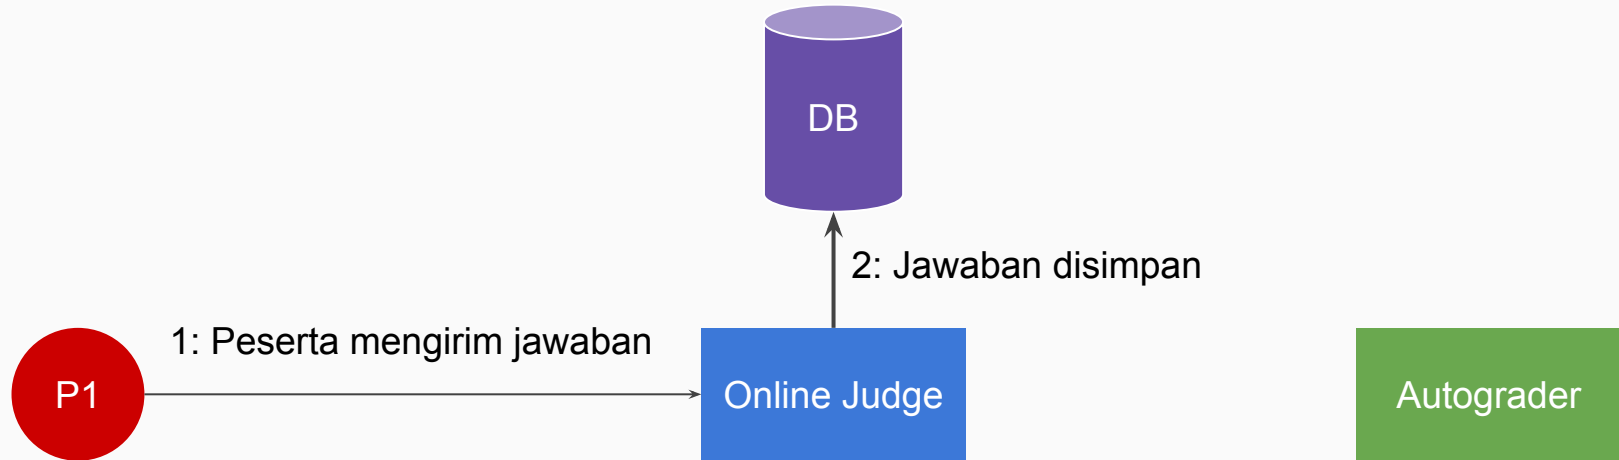 DB
2: Jawaban disimpan
1: Peserta mengirim jawaban
P1
Online Judge
Autograder